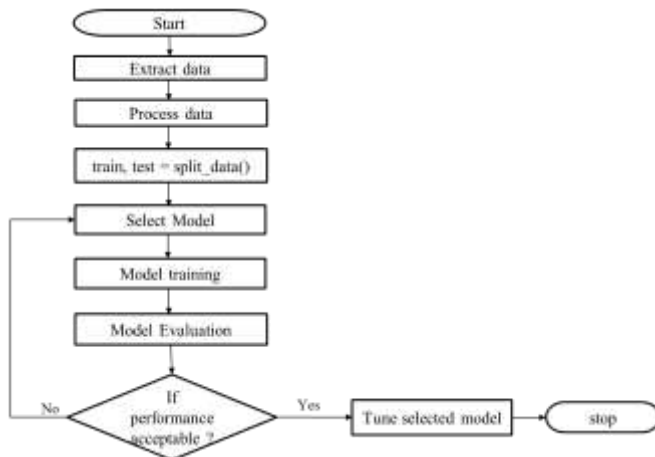 Start
Extract data
Process data
train, test = split_data()
Select Model
Model training
Model Evaluation
If
performance
acceptable ?
No
Yes
Tune selected model
stop